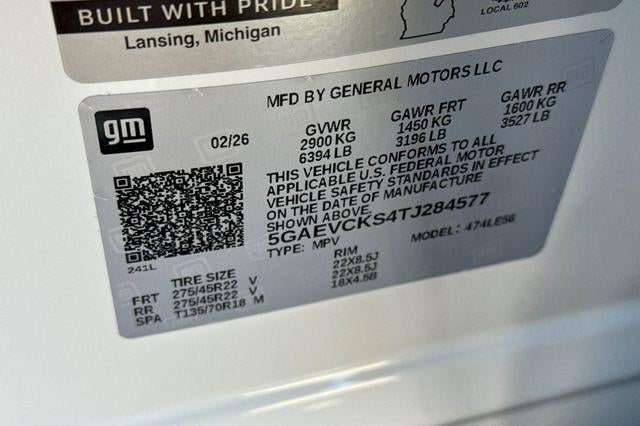 BUILT WITH PRIDE
Lansing, Michigan
LOCAL 602
MFD BY GENERAL MOTORS LLC
gm
02/26
GVWR GAWR FRT GAWR RR
2900 KG 1450 KG 1600 KG
6394 LB 3196 LB 3527 LB
THIS VEHICLE CONFORMS TO ALL
APPLICABLE U.S. FEDERAL MOTOR
VEHICLE SAFETY STANDARDS IN EFFECT
ON THE DATE OF MANUFACTURE
SHOWN ABOVE.
5GAEVCKS4TJ284577
TYPE: MPV MODEL: 474LE56
241L
TIRE SIZE RIM
FRT 275/45R22 V 22X8.5J
RR 275/45R22 V 22X8.5J
SPA T135/70R18 M 18X4.5B